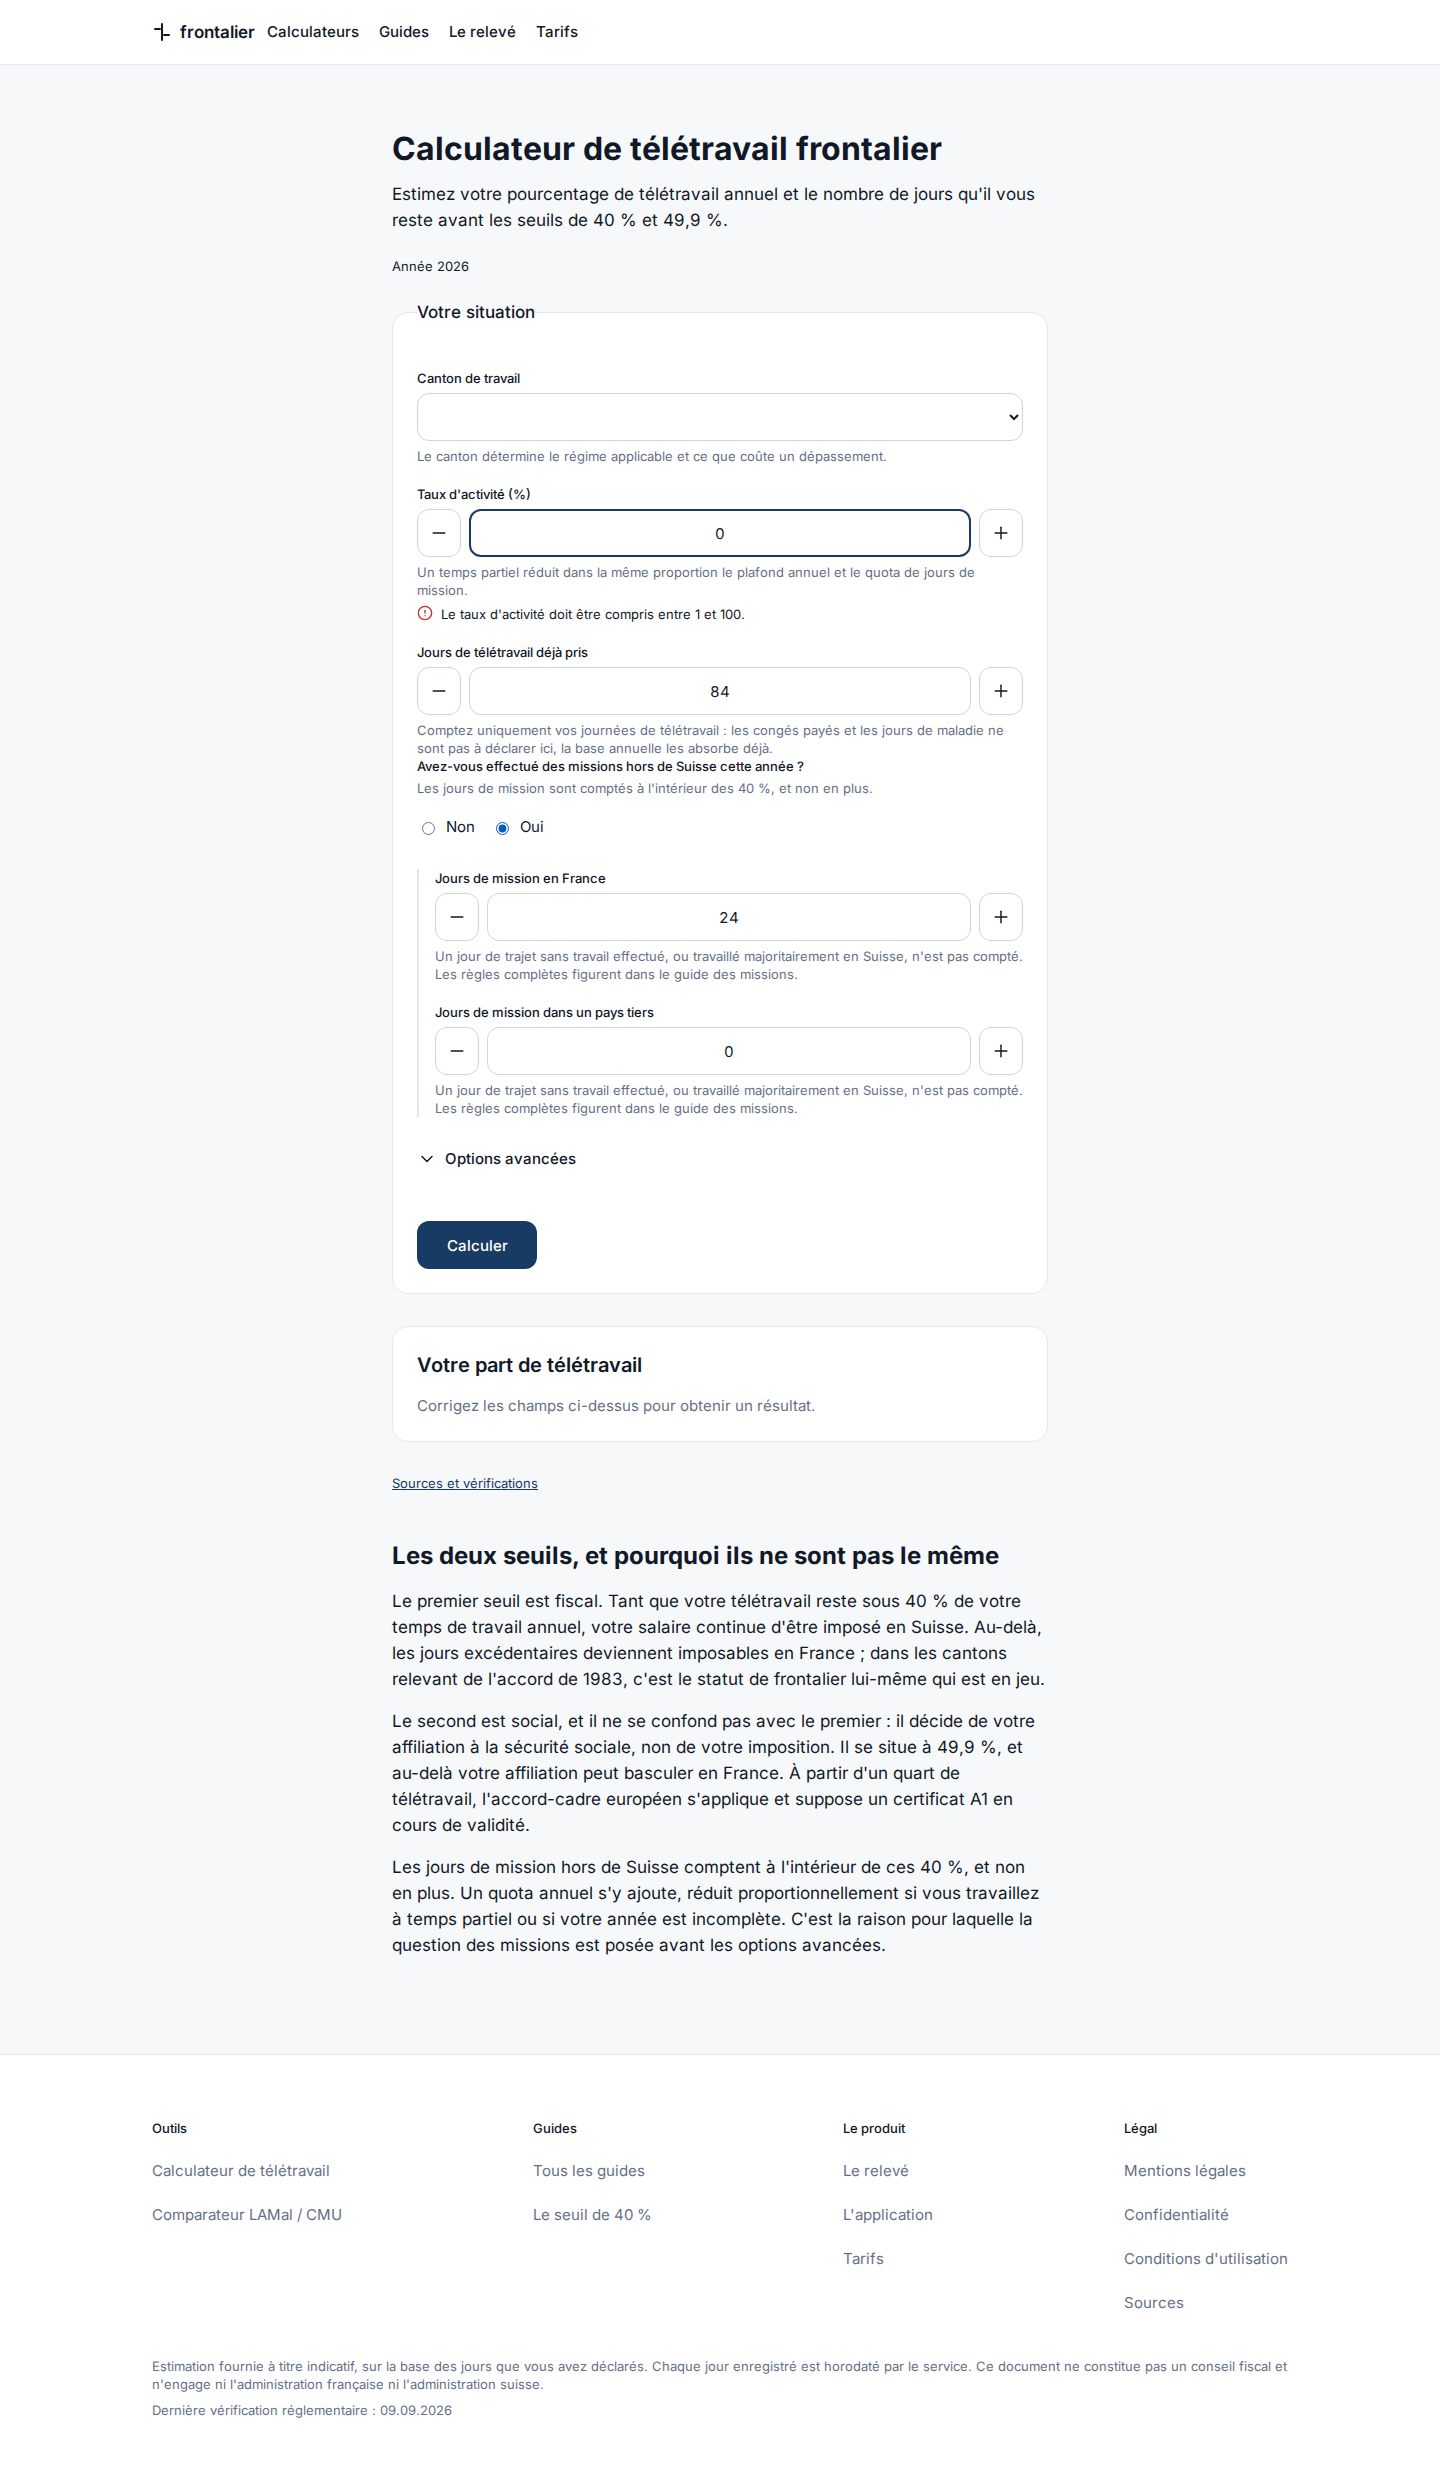 frontalier Calculateurs Guides Le relevé Tarifs
Calculateur de télétravail frontalier
Estimez votre pourcentage de télétravail annuel et le nombre de jours qu'il vous
reste avant les seuils de 40 % et 49,9 %.
Année 2026
Votre situation
Canton de travail
Le canton détermine le régime applicable et ce que coûte un dépassement.
Taux d'activité (%)
0
Un temps partiel réduit dans la même proportion le plafond annuel et le quota de jours de
mission.
Le taux d'activité doit être compris entre 1 et 100.
Jours de télétravail déjà pris
84
Comptez uniquement vos journées de télétravail : les congés payés et les jours de maladie ne
sont pas à déclarer ici, la base annuelle les absorbe déjà.
Avez-vous effectué des missions hors de Suisse cette année ?
Les jours de mission sont comptés à l'intérieur des 40 %, et non en plus.
Non Oui
Jours de mission en France
24
Un jour de trajet sans travail effectué, ou travaillé majoritairement en Suisse, n'est pas compté.
Les règles complètes figurent dans le guide des missions.
Jours de mission dans un pays tiers
0
Un jour de trajet sans travail effectué, ou travaillé majoritairement en Suisse, n'est pas compté.
Les règles complètes figurent dans le guide des missions.
Options avancées
Calculer
Votre part de télétravail
Corrigez les champs ci-dessus pour obtenir un résultat.
Sources et vérifications
Les deux seuils, et pourquoi ils ne sont pas le même
Le premier seuil est fiscal. Tant que votre télétravail reste sous 40 % de votre
temps de travail annuel, votre salaire continue d'être imposé en Suisse. Au-delà,
les jours excédentaires deviennent imposables en France ; dans les cantons
relevant de l'accord de 1983, c'est le statut de frontalier lui-même qui est en jeu.
Le second est social, et il ne se confond pas avec le premier : il décide de votre
affiliation à la sécurité sociale, non de votre imposition. Il se situe à 49,9 %, et
au-delà votre affiliation peut basculer en France. À partir d'un quart de
télétravail, l'accord-cadre européen s'applique et suppose un certificat A1 en
cours de validité.
Les jours de mission hors de Suisse comptent à l'intérieur de ces 40 %, et non
en plus. Un quota annuel s'y ajoute, réduit proportionnellement si vous travaillez
à temps partiel ou si votre année est incomplète. C'est la raison pour laquelle la
question des missions est posée avant les options avancées.
Outils
Calculateur de télétravail
Comparateur LAMal / CMU
Guides
Tous les guides
Le seuil de 40 %
Le produit
Le relevé
L'application
Tarifs
Légal
Mentions légales
Confidentialité
Conditions d'utilisation
Sources
Estimation fournie à titre indicatif, sur la base des jours que vous avez déclarés. Chaque jour enregistré est horodaté par le service. Ce document ne constitue pas un conseil fiscal et
n'engage ni l'administration française ni l'administration suisse.
Dernière vérification réglementaire : 09.09.2026